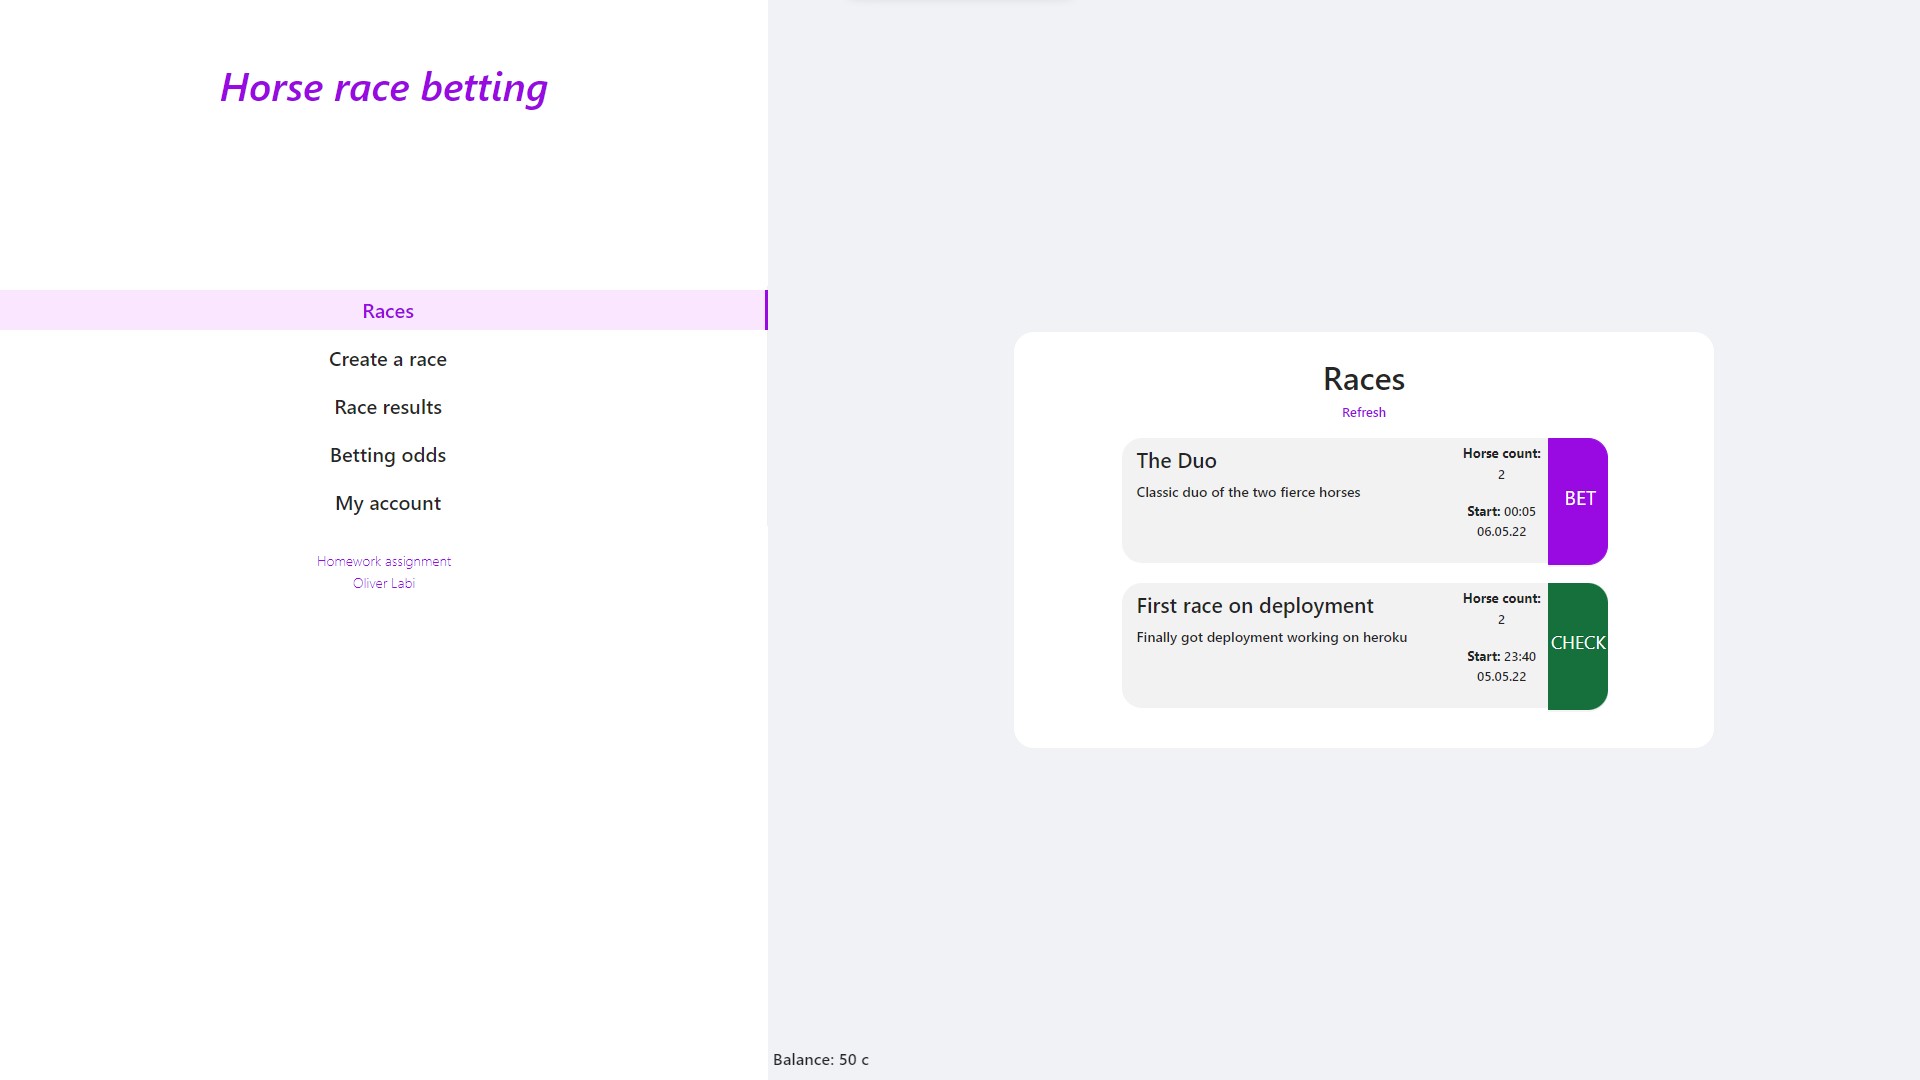 Horse race betting
Races
Create a race
Race results
Betting odds
My account
Homework assignment
Oliver Labi
Races
Refresh
The Duo
Classic duo of the two fierce horses
Horse count:
2
Start: 00:05
06.05.22
BET
First race on deployment
Finally got deployment working on heroku
Horse count:
2
Start: 23:40
05.05.22
CHECK
Balance: 50 c